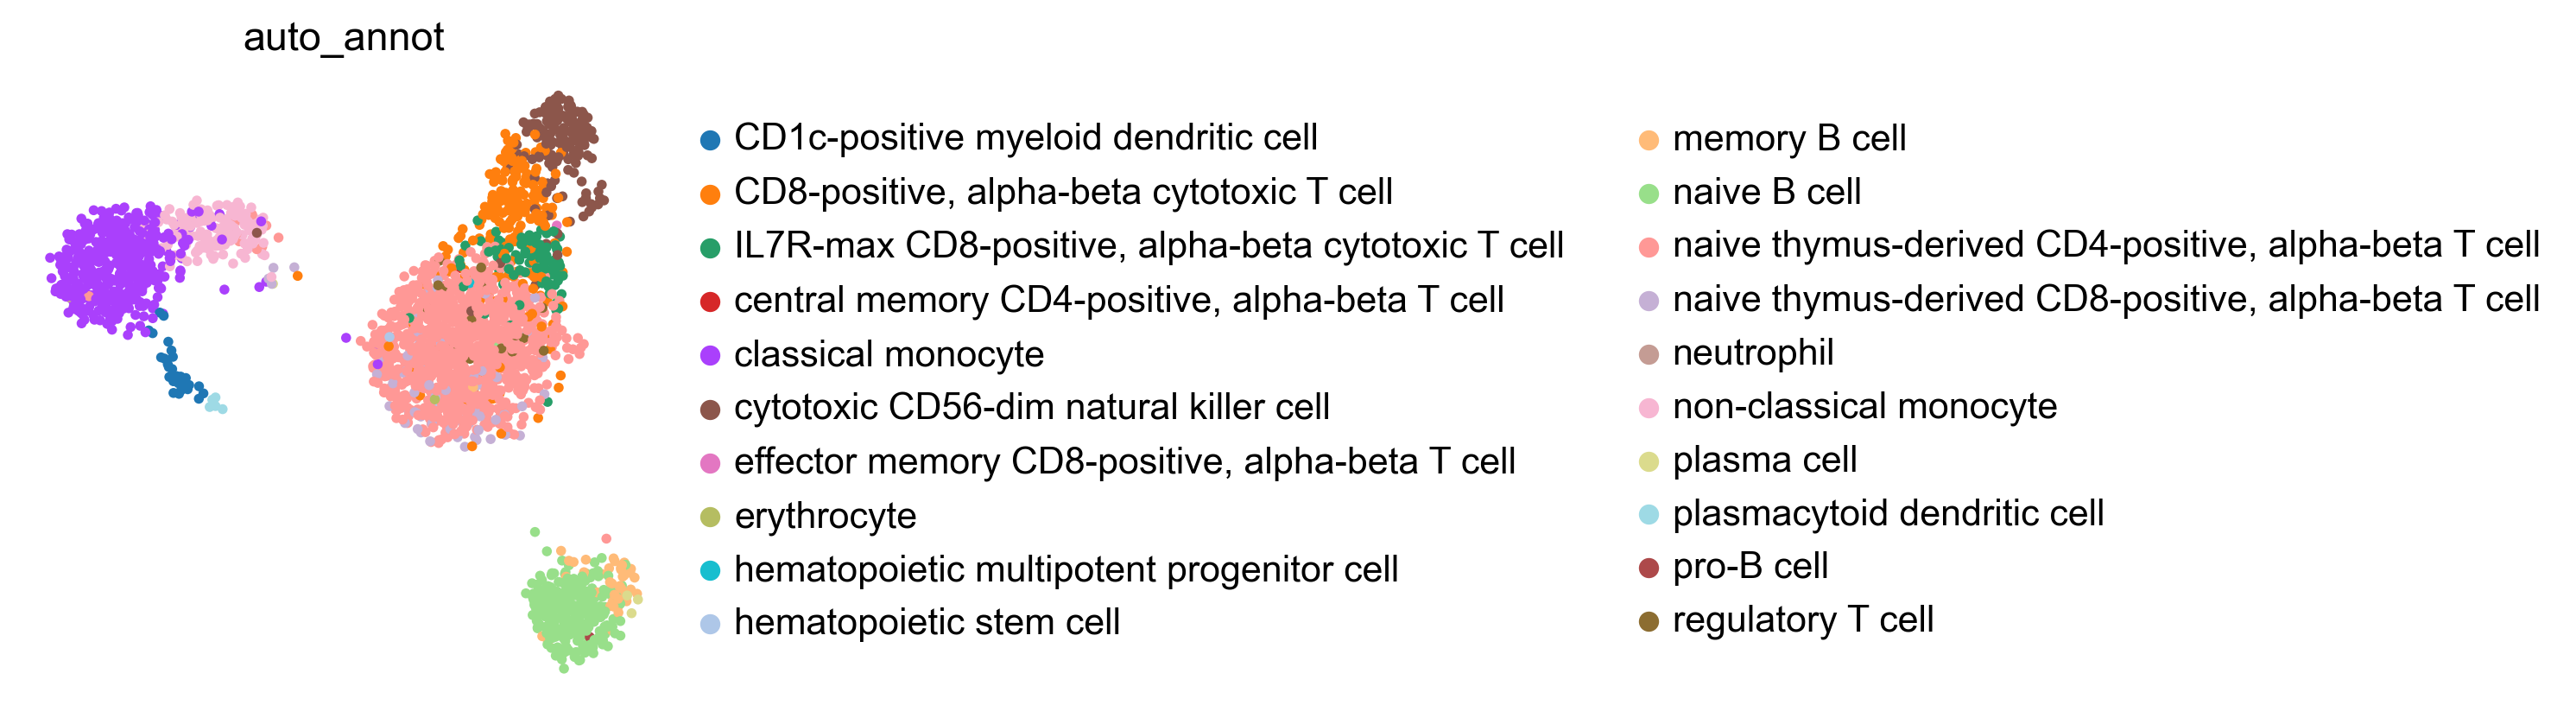 auto_annot
CD1c-positive myeloid dendritic cell
CD8-positive, alpha-beta cytotoxic T cell
IL7R-max CD8-positive, alpha-beta cytotoxic T cell
central memory CD4-positive, alpha-beta T cell
classical monocyte
cytotoxic CD56-dim natural killer cell
effector memory CD8-positive, alpha-beta T cell
erythrocyte
hematopoietic multipotent progenitor cell
hematopoietic stem cell
memory B cell
naive B cell
naive thymus-derived CD4-positive, alpha-beta T cell
naive thymus-derived CD8-positive, alpha-beta T cell
neutrophil
non-classical monocyte
plasma cell
plasmacytoid dendritic cell
pro-B cell
regulatory T cell